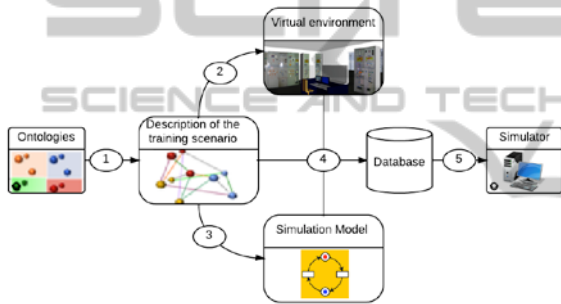 Virtual environment
2
SCIENCE AND TECH
Ontologies
1
Description of the
training scenario
4
Database
5
Simulator
3
Simulation Model